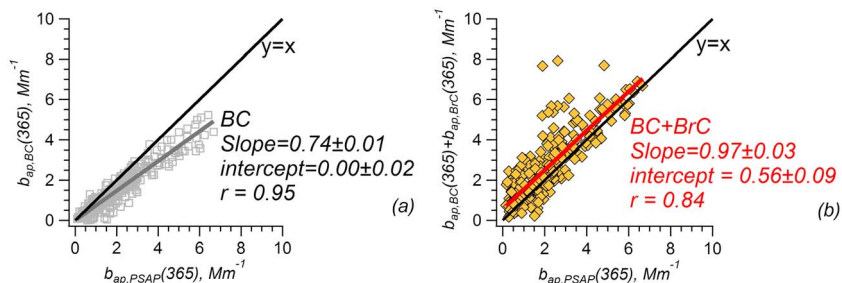 10
8
6
4
2
0
b_ap,BC(365), Mm^-1
0 2 4 6 8 10
b_ap,PSAP(365), Mm^-1
y=x
BC
Slope=0.74±0.01
intercept=0.00±0.02
r = 0.95
(a)
10
8
6
4
2
0
b_ap,BC(365)+b_ap,BrC(365), Mm^-1
0 2 4 6 8 10
b_ap,PSAP(365), Mm^-1
y=x
BC+BrC
Slope=0.97±0.03
intercept = 0.56±0.09
r = 0.84
(b)